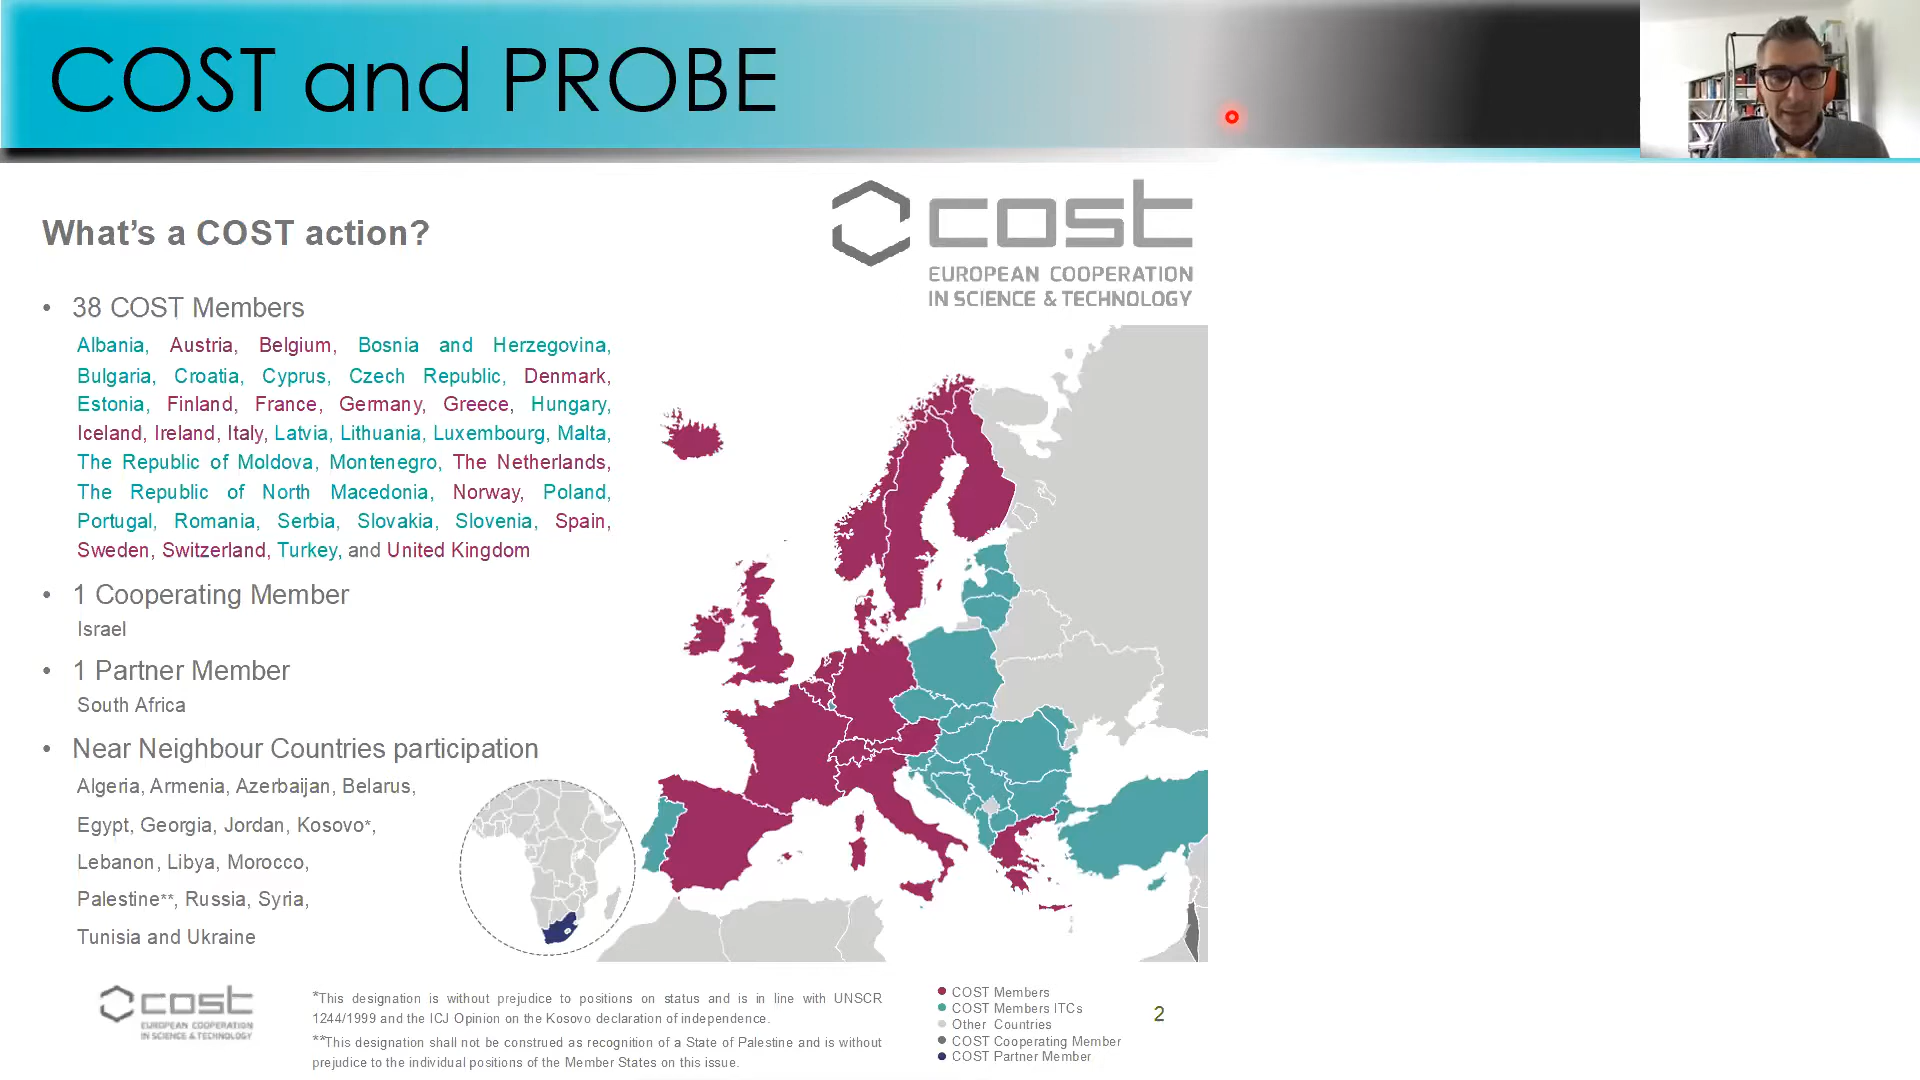 COST and PROBE
cost
EUROPEAN COOPERATION
IN SCIENCE & TECHNOLOGY
What's a COST action?
• 38 COST Members
Albania, Austria, Belgium, Bosnia and Herzegovina,
Bulgaria, Croatia, Cyprus, Czech Republic, Denmark,
Estonia, Finland, France, Germany, Greece, Hungary,
Iceland, Ireland, Italy, Latvia, Lithuania, Luxembourg, Malta,
The Republic of Moldova, Montenegro, The Netherlands,
The Republic of North Macedonia, Norway, Poland,
Portugal, Romania, Serbia, Slovakia, Slovenia, Spain,
Sweden, Switzerland, Turkey, and United Kingdom
• 1 Cooperating Member
Israel
• 1 Partner Member
South Africa
• Near Neighbour Countries participation
Algeria, Armenia, Azerbaijan, Belarus,
Egypt, Georgia, Jordan, Kosovo*,
Lebanon, Libya, Morocco,
Palestine**, Russia, Syria,
Tunisia and Ukraine
cost
EUROPEAN COOPERATION
IN SCIENCE & TECHNOLOGY
*This designation is without prejudice to positions on status and is in line with UNSCR
1244/1999 and the ICJ Opinion on the Kosovo declaration of independence.
**This designation shall not be construed as recognition of a State of Palestine and is without
prejudice to the individual positions of the Member States on this issue.
COST Members
COST Members ITCs
Other Countries
COST Cooperating Member
COST Partner Member
2